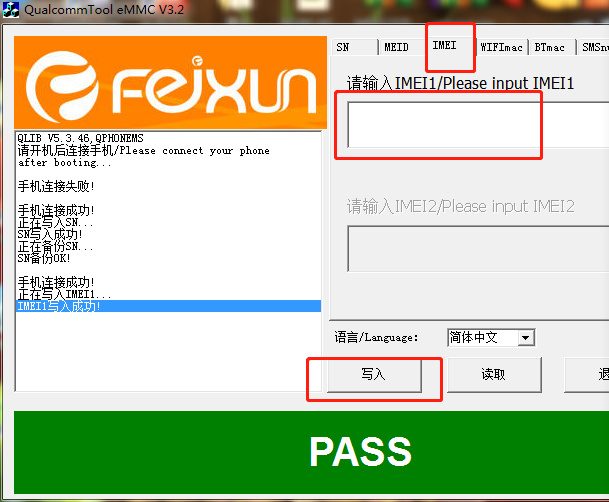 QualcommTool eMMC V3.2
FEIXUN
SN MEID IMEI WIFImac BTmac
请输入IMEI1/Please input IMEI1
请输入IMEI2/Please input IMEI2
QLIB V5.3.46,QPHONEMS
请开机后连接手机/Please connect your phone
after booting...
手机连接失败!
手机连接成功!
正在写入SN...
SN写入成功!
正在备份SN...
SN备份OK!
手机连接成功!
正在写入IMEI1...
IMEI1写入成功!
语言/Language: 简体中文
写入 读取 退
PASS